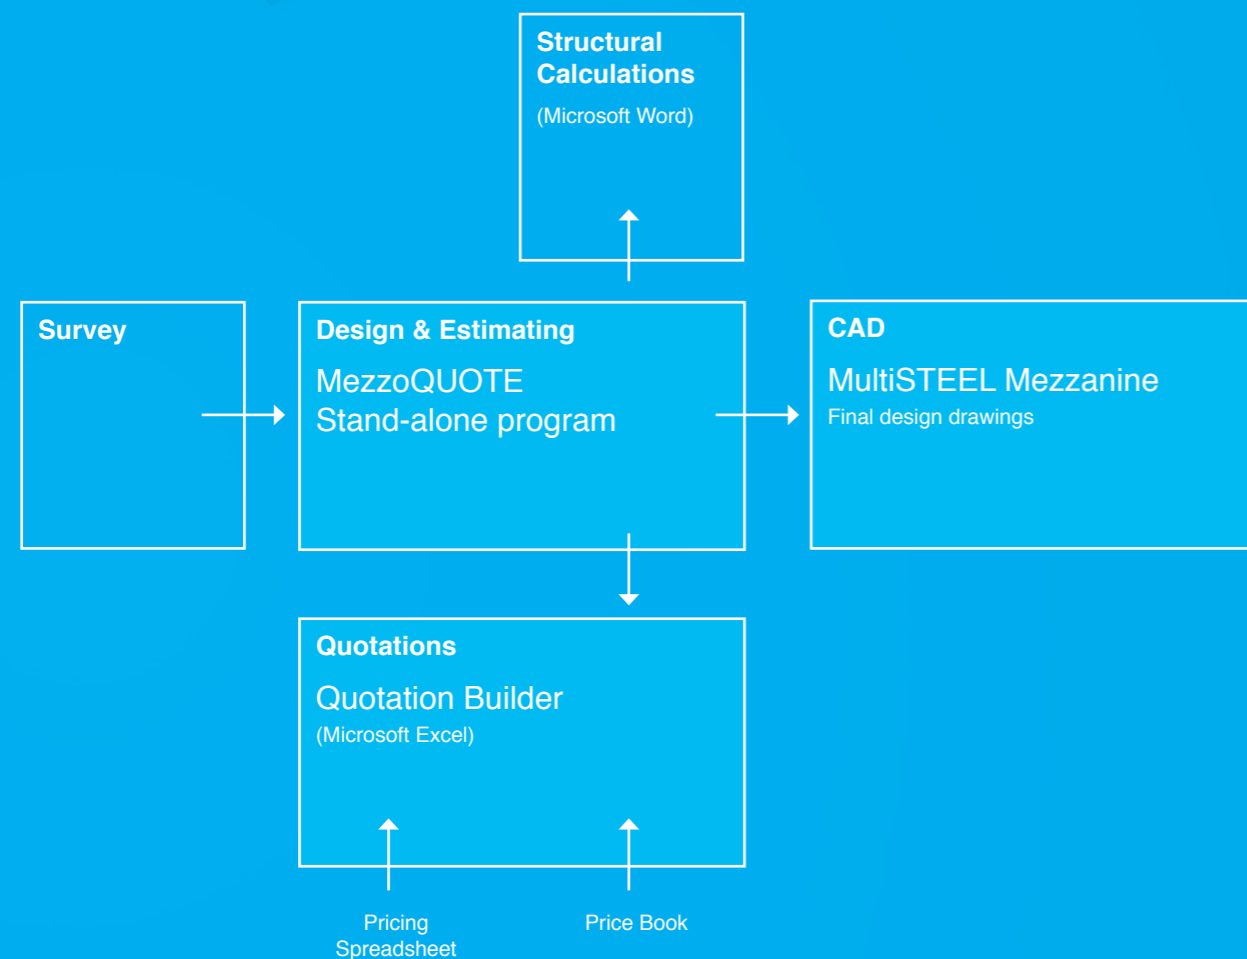 Structural
Calculations
(Microsoft Word)
Survey
Design & Estimating
MezzoQUOTE
Stand-alone program
CAD
MultiSTEEL Mezzanine
Final design drawings
Quotations
Quotation Builder
(Microsoft Excel)
Pricing
Spreadsheet
Price Book